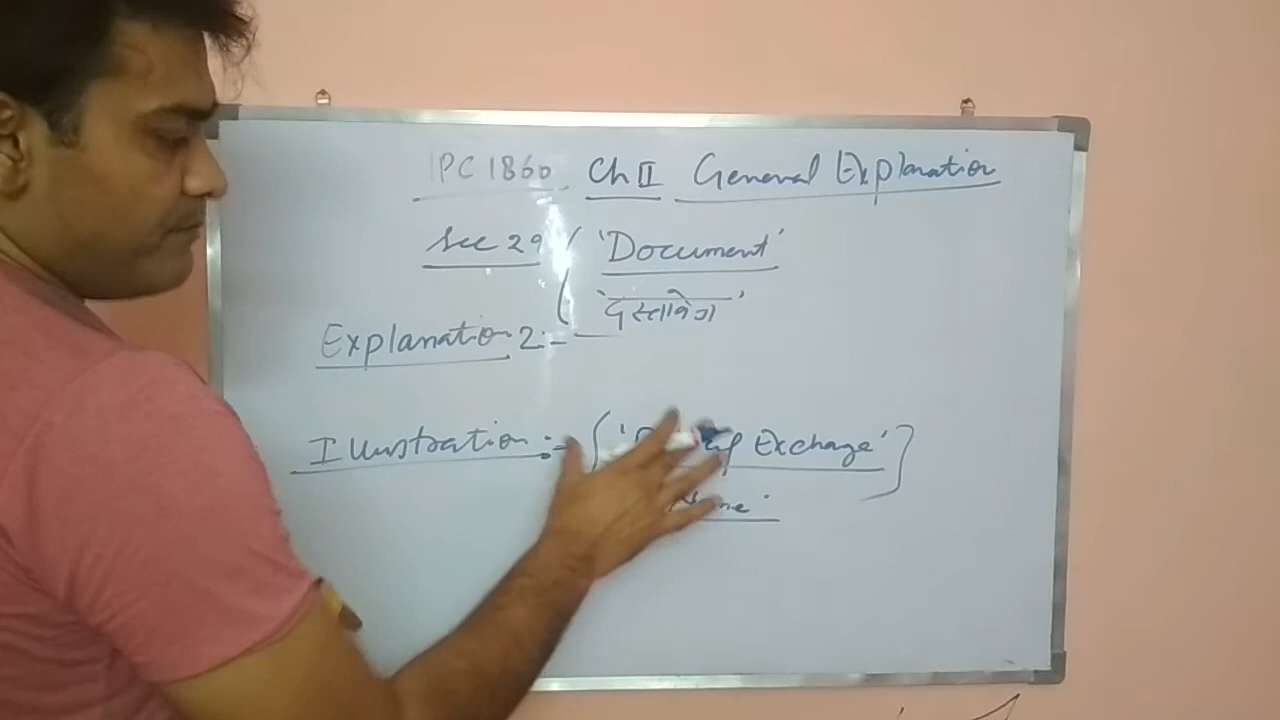 IPC 1860 Ch II General Explanation
Sec 29 ( 'Document'
'दस्तावेज'
Explanation 2:-
Illustration :- { Exchange' }